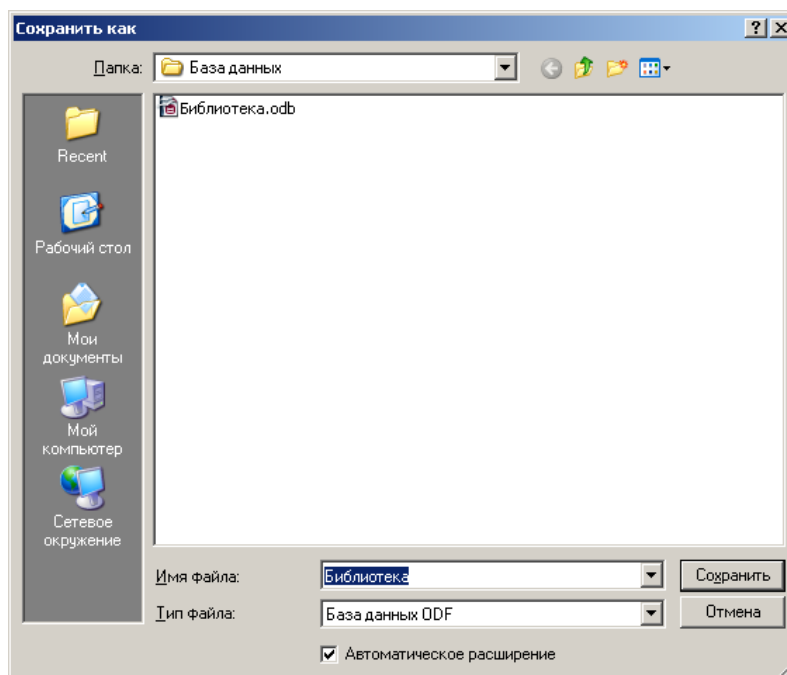 Сохранить как
Папка: База данных
Библиотека.odb
Recent
Рабочий стол
Мои
документы
Мой
компьютер
Сетевое
окружение
Имя файла: Библиотека Сохранить
Тип файла: База данных ODF Отмена
Автоматическое расширение